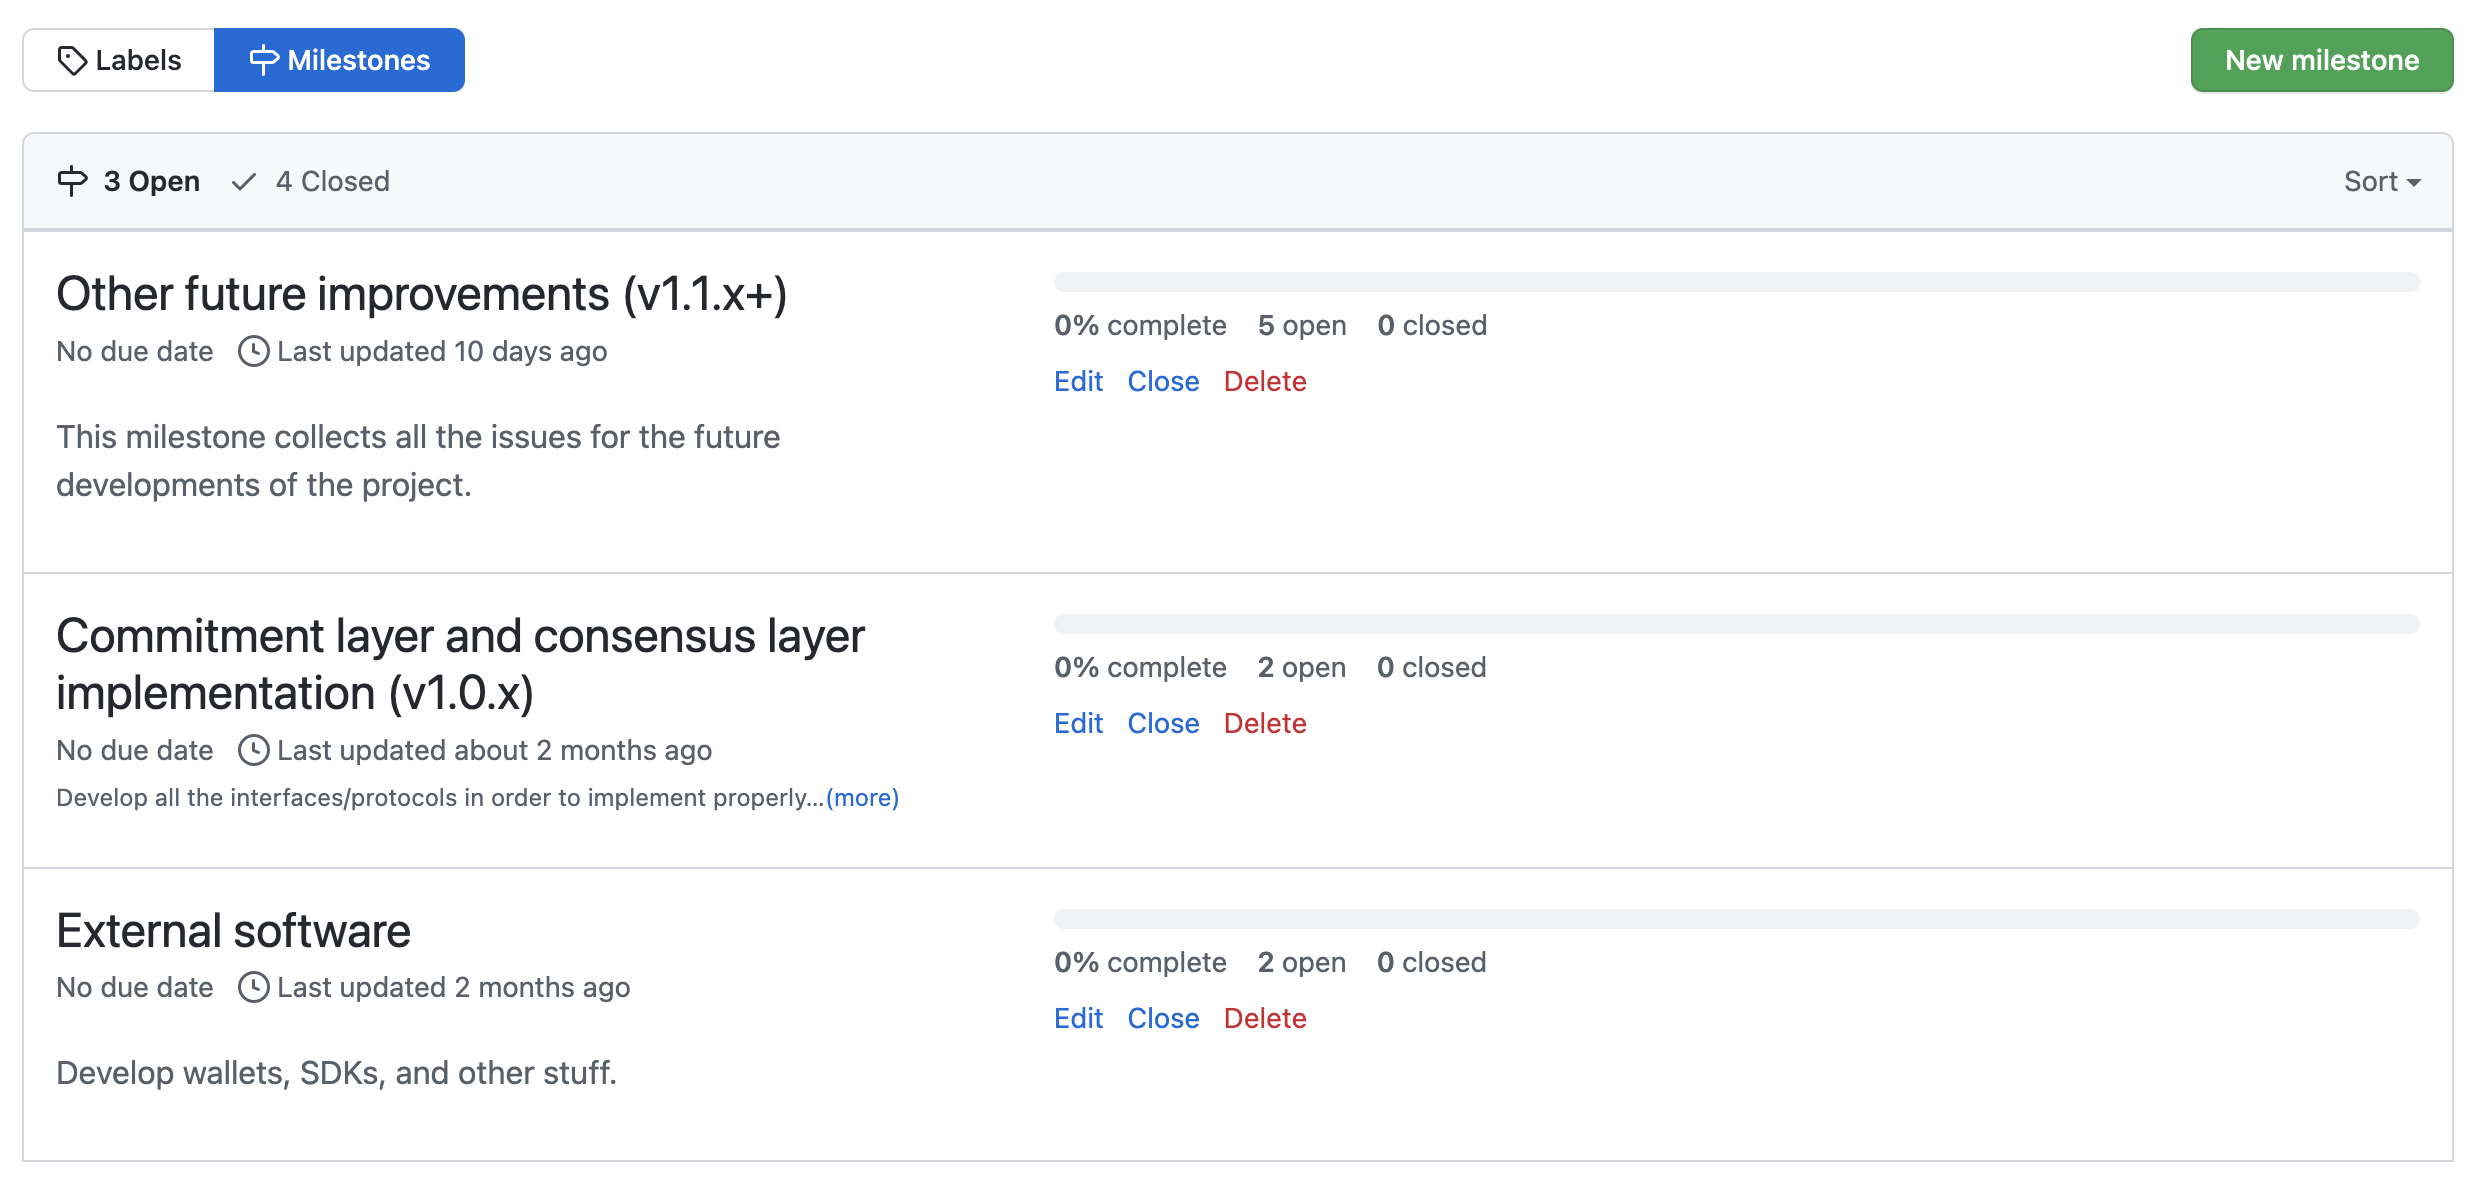 Labels Milestones New milestone
3 Open 4 Closed Sort
Other future improvements (v1.1.x+)
No due date Last updated 10 days ago
This milestone collects all the issues for the future
developments of the project.
0% complete 5 open 0 closed
Edit Close Delete
Commitment layer and consensus layer
implementation (v1.0.x)
No due date Last updated about 2 months ago
Develop all the interfaces/protocols in order to implement properly...(more)
0% complete 2 open 0 closed
Edit Close Delete
External software
No due date Last updated 2 months ago
Develop wallets, SDKs, and other stuff.
0% complete 2 open 0 closed
Edit Close Delete